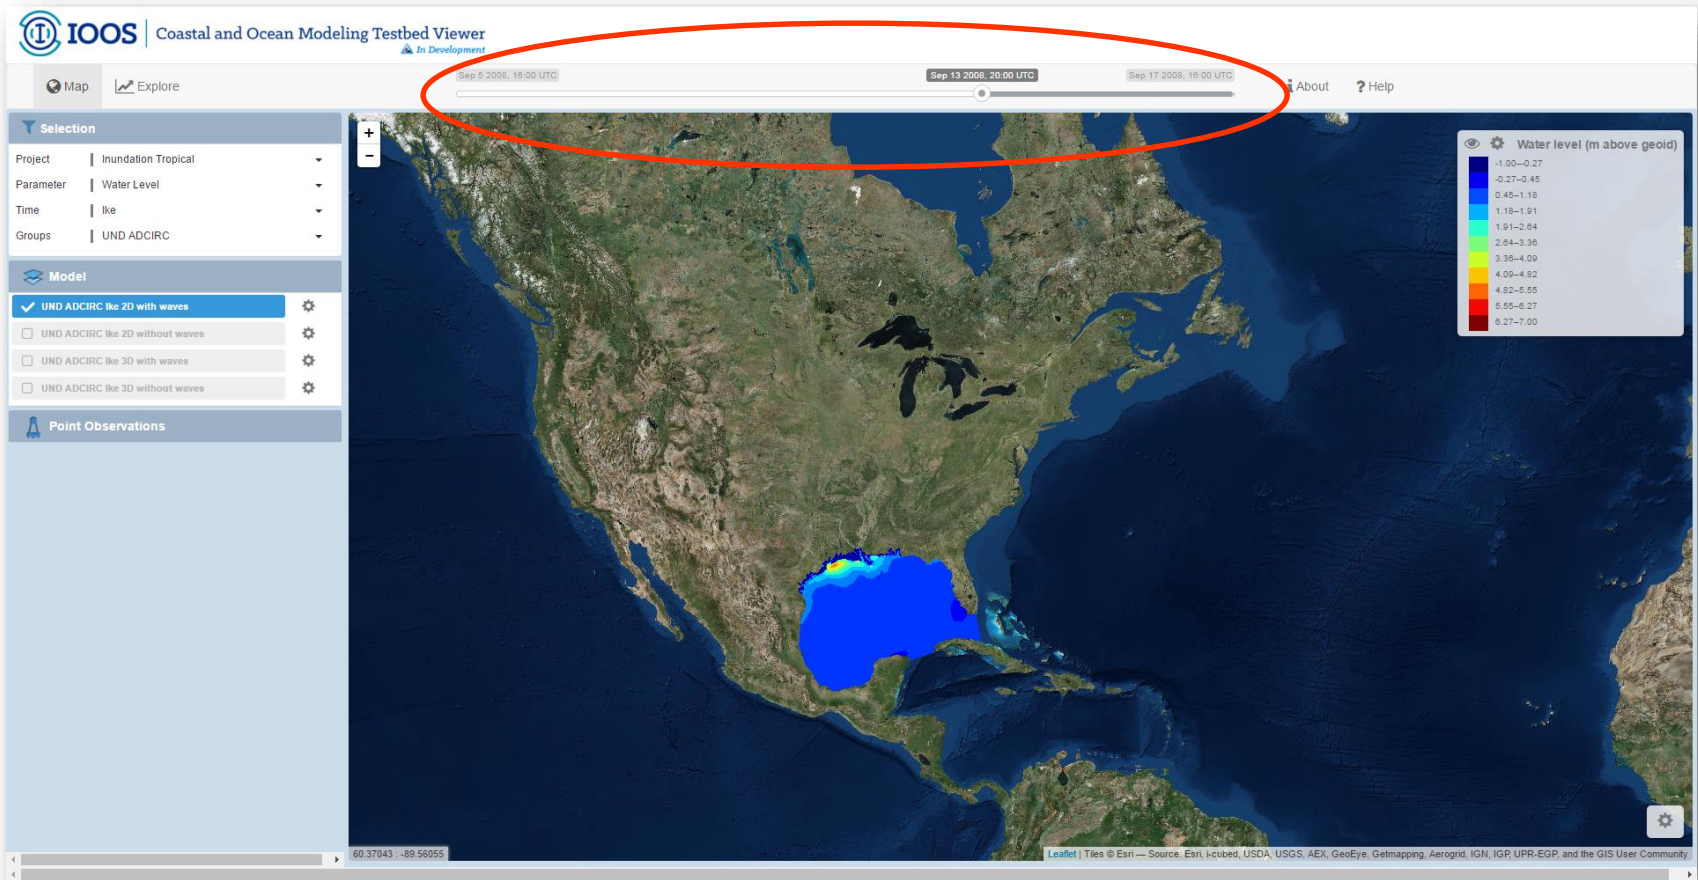 IOOS Coastal and Ocean Modeling Testbed Viewer
In Development
Map Explore
Sep 5 2008, 16:00 UTC
Sep 13 2008, 20:00 UTC
Sep 17 2008, 16:00 UTC
About ? Help
Selection
Project Inundation Tropical
Parameter Water Level
Time Ike
Groups UND ADCIRC
Model
UND ADCIRC Ike 2D with waves
UND ADCIRC Ike 2D without waves
UND ADCIRC Ike 3D with waves
UND ADCIRC Ike 3D without waves
Point Observations
+
-
Water level (m above geoid)
-1.00–-0.27
-0.27–0.45
0.45–1.18
1.18–1.91
1.91–2.64
2.64–3.36
3.36–4.09
4.09–4.82
4.82–5.55
5.55–6.27
6.27–7.00
60.37043 : -89.56055
Leaflet | Tiles © Esri — Source: Esri, i-cubed, USDA, USGS, AEX, GeoEye, Getmapping, Aerogrid, IGN, IGP, UPR-EGP, and the GIS User Community